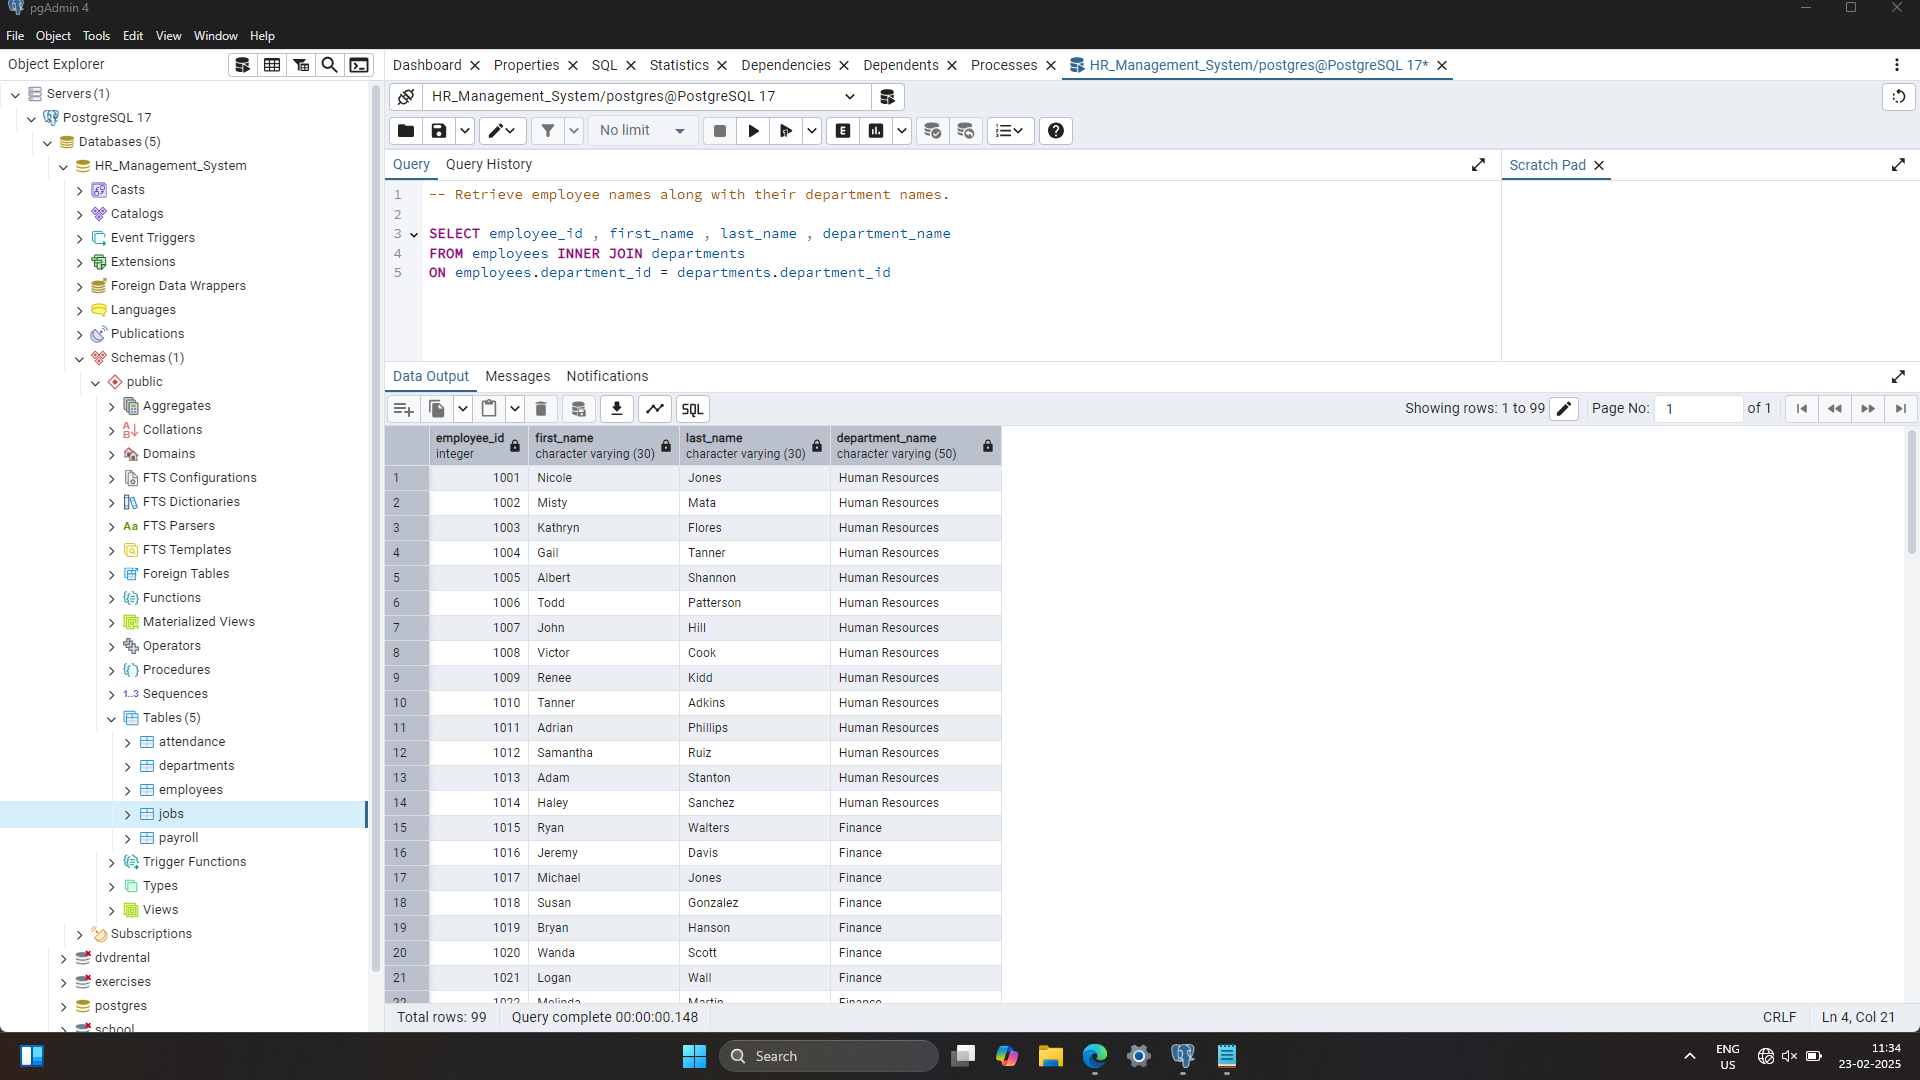 pgAdmin 4
File Object Tools Edit View Window Help
Object Explorer
Dashboard Properties SQL Statistics Dependencies Dependents Processes HR_Management_System/postgres@PostgreSQL 17*
Servers (1)
PostgreSQL 17
Databases (5)
HR_Management_System
Casts
Catalogs
Event Triggers
Extensions
Foreign Data Wrappers
Languages
Publications
Schemas (1)
public
Aggregates
Collations
Domains
FTS Configurations
FTS Dictionaries
Aa FTS Parsers
FTS Templates
Foreign Tables
Functions
Materialized Views
Operators
Procedures
1..3 Sequences
Tables (5)
attendance
departments
employees
jobs
payroll
Trigger Functions
Types
Views
Subscriptions
dvdrental
exercises
postgres
school
HR_Management_System/postgres@PostgreSQL 17
No limit
E
Query Query History
Scratch Pad
1 -- Retrieve employee names along with their department names.
2
3 SELECT employee_id , first_name , last_name , department_name
4 FROM employees INNER JOIN departments
5 ON employees.department_id = departments.department_id
Data Output Messages Notifications
SQL
Showing rows: 1 to 99 Page No: 1 of 1
employee_id first_name last_name department_name
integer character varying (30) character varying (30) character varying (50)
1 1001 Nicole Jones Human Resources
2 1002 Misty Mata Human Resources
3 1003 Kathryn Flores Human Resources
4 1004 Gail Tanner Human Resources
5 1005 Albert Shannon Human Resources
6 1006 Todd Patterson Human Resources
7 1007 John Hill Human Resources
8 1008 Victor Cook Human Resources
9 1009 Renee Kidd Human Resources
10 1010 Tanner Adkins Human Resources
11 1011 Adrian Phillips Human Resources
12 1012 Samantha Ruiz Human Resources
13 1013 Adam Stanton Human Resources
14 1014 Haley Sanchez Human Resources
15 1015 Ryan Walters Finance
16 1016 Jeremy Davis Finance
17 1017 Michael Jones Finance
18 1018 Susan Gonzalez Finance
19 1019 Bryan Hanson Finance
20 1020 Wanda Scott Finance
21 1021 Logan Wall Finance
22 1022 Melinda Martin Finance
Total rows: 99 Query complete 00:00:00.148 CRLF Ln 4, Col 21
Search
ENG
US
11:34
23-02-2025